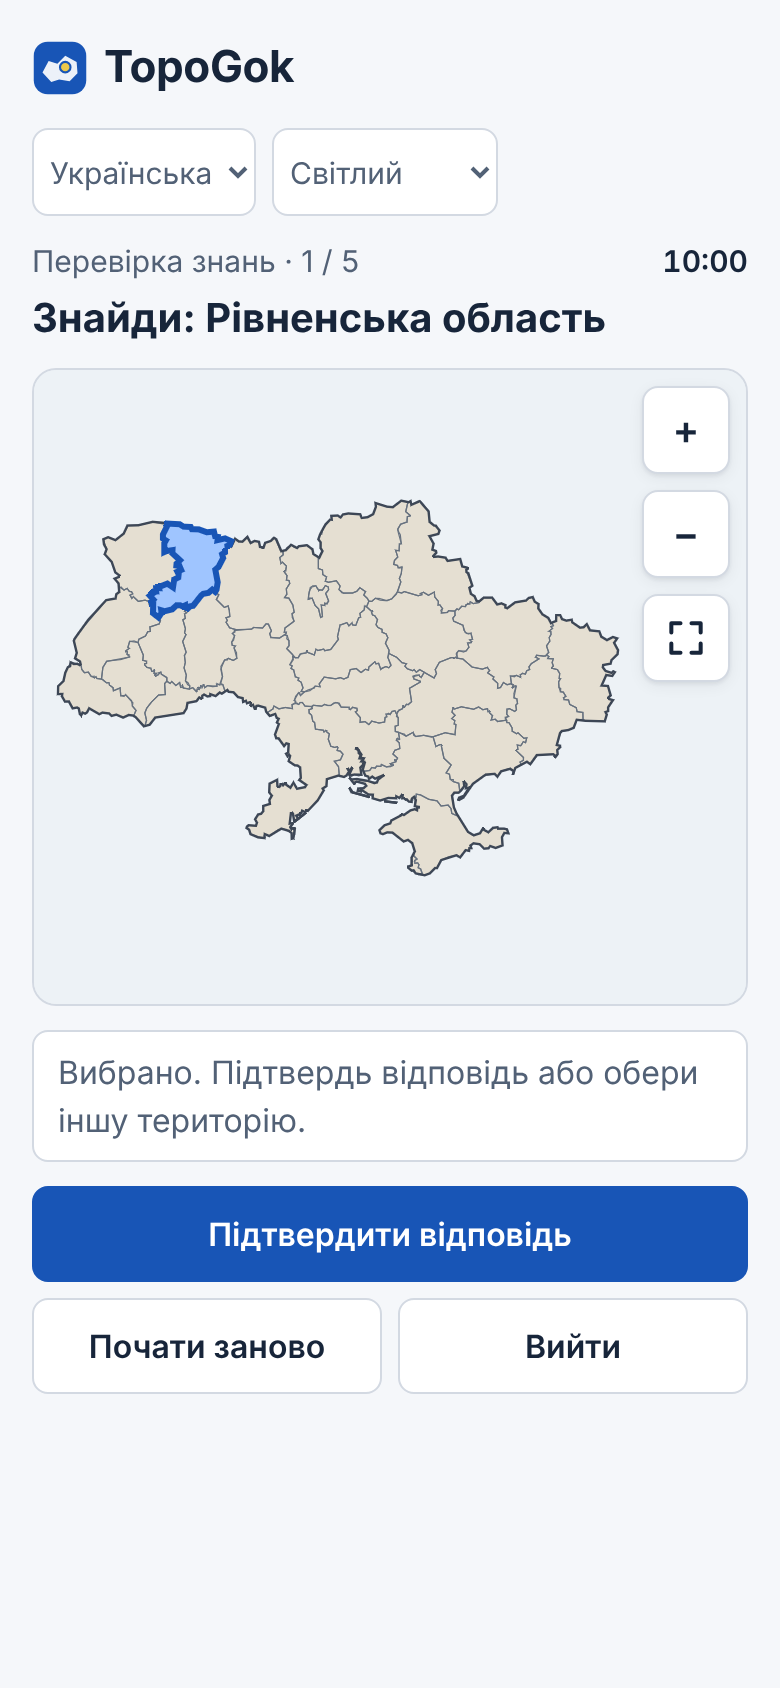 TopoGok
Українська
Світлий
Перевірка знань · 1 / 5
10:00
Знайди: Рівненська область
+
−
Вибрано. Підтвердь відповідь або обери
іншу територію.
Підтвердити відповідь
Почати заново
Вийти